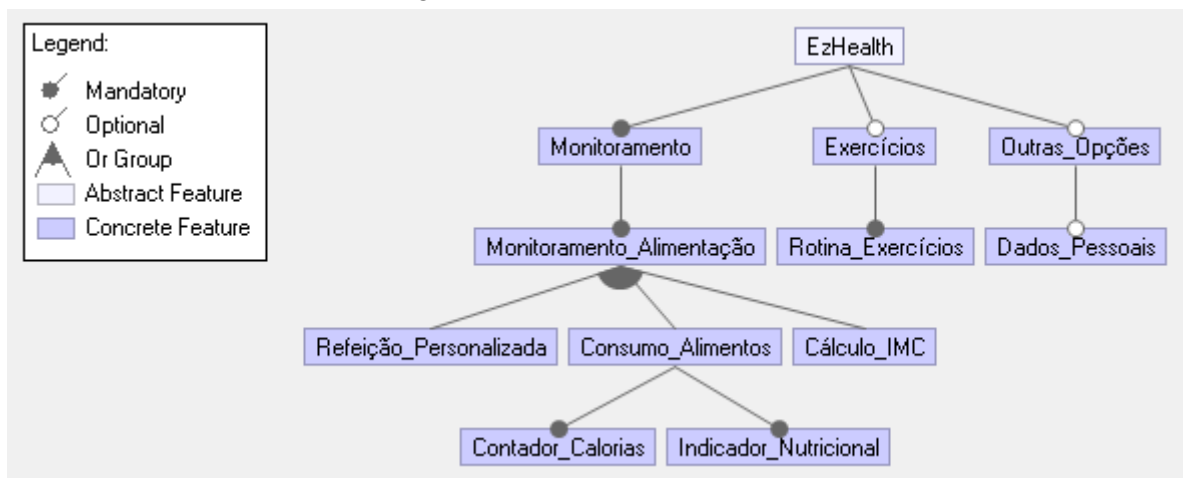 Legend:
Mandatory
Optional
Or Group
Abstract Feature
Concrete Feature
EzHealth
Monitoramento
Exercícios
Outras_Opções
Monitoramento_Alimentação
Rotina_Exercícios
Dados_Pessoais
Refeição_Personalizada
Consumo_Alimentos
Cálculo_IMC
Contador_Calorias
Indicador_Nutricional